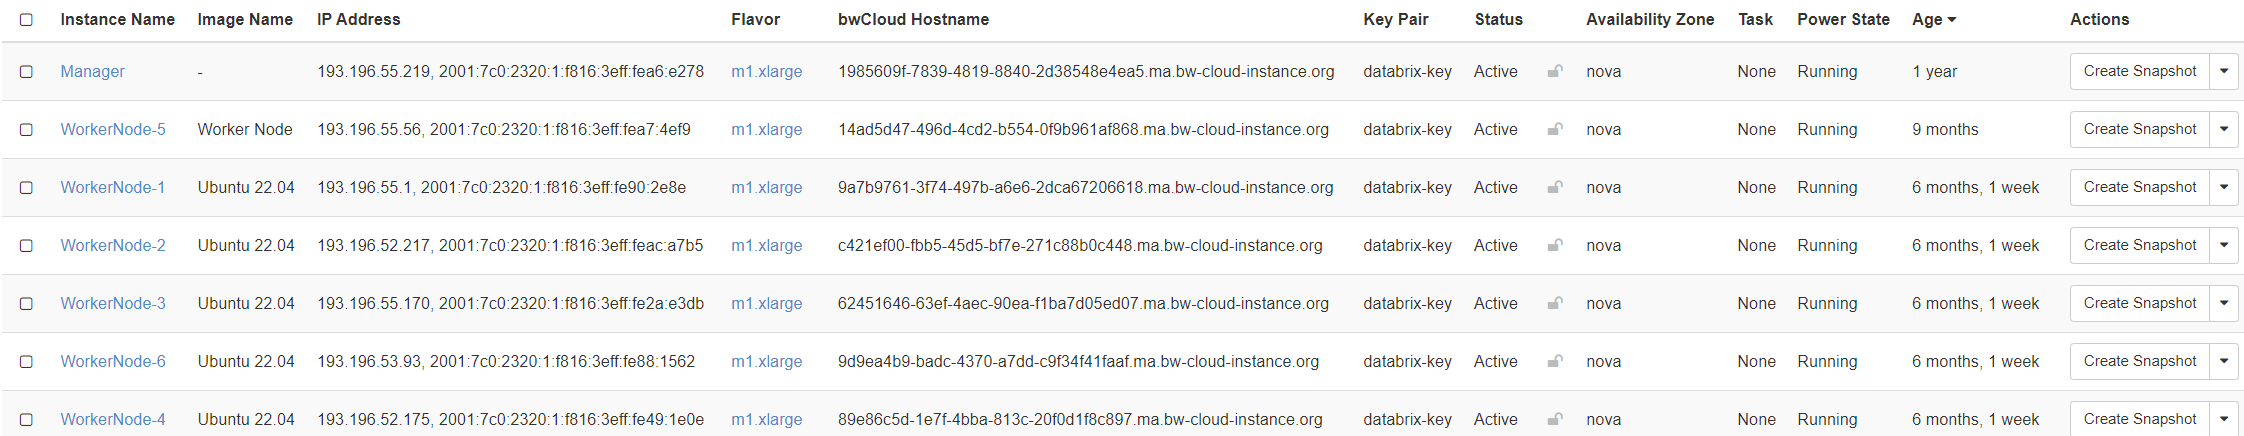 Instance Name Image Name IP Address Flavor bwCloud Hostname Key Pair Status Availability Zone Task Power State Age Actions
Manager - 193.196.55.219, 2001:7c0:2320:1:f816:3eff:fea6:e278 m1.xlarge 1985609f-7839-4819-8840-2d38548e4ea5.ma.bw-cloud-instance.org databrix-key Active nova None Running 1 year Create Snapshot
WorkerNode-5 Worker Node 193.196.55.56, 2001:7c0:2320:1:f816:3eff:fea7:4ef9 m1.xlarge 14ad5d47-496d-4cd2-b554-0f9b961af868.ma.bw-cloud-instance.org databrix-key Active nova None Running 9 months Create Snapshot
WorkerNode-1 Ubuntu 22.04 193.196.55.1, 2001:7c0:2320:1:f816:3eff:fe90:2e8e m1.xlarge 9a7b9761-3f74-497b-a6e6-2dca67206618.ma.bw-cloud-instance.org databrix-key Active nova None Running 6 months, 1 week Create Snapshot
WorkerNode-2 Ubuntu 22.04 193.196.52.217, 2001:7c0:2320:1:f816:3eff:feac:a7b5 m1.xlarge c421ef00-fbb5-45d5-bf7e-271c88b0c448.ma.bw-cloud-instance.org databrix-key Active nova None Running 6 months, 1 week Create Snapshot
WorkerNode-3 Ubuntu 22.04 193.196.55.170, 2001:7c0:2320:1:f816:3eff:fe2a:e3db m1.xlarge 62451646-63ef-4aec-90ea-f1ba7d05ed07.ma.bw-cloud-instance.org databrix-key Active nova None Running 6 months, 1 week Create Snapshot
WorkerNode-6 Ubuntu 22.04 193.196.53.93, 2001:7c0:2320:1:f816:3eff:fe88:1562 m1.xlarge 9d9ea4b9-badc-4370-a7dd-c9f34f41faaf.ma.bw-cloud-instance.org databrix-key Active nova None Running 6 months, 1 week Create Snapshot
WorkerNode-4 Ubuntu 22.04 193.196.52.175, 2001:7c0:2320:1:f816:3eff:fe49:1e0e m1.xlarge 89e86c5d-1e7f-4bba-813c-20f0d1f8c897.ma.bw-cloud-instance.org databrix-key Active nova None Running 6 months, 1 week Create Snapshot